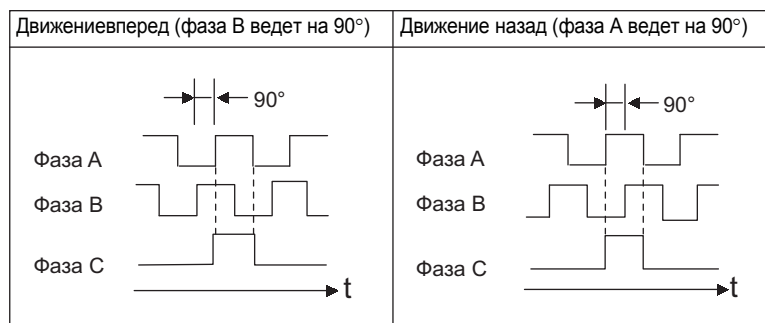 Движениевперед (фаза B ведет на 90°)
Движение назад (фаза A ведет на 90°)
90°
Фаза A
Фаза B
Фаза C
t
90°
Фаза A
Фаза B
Фаза C
t